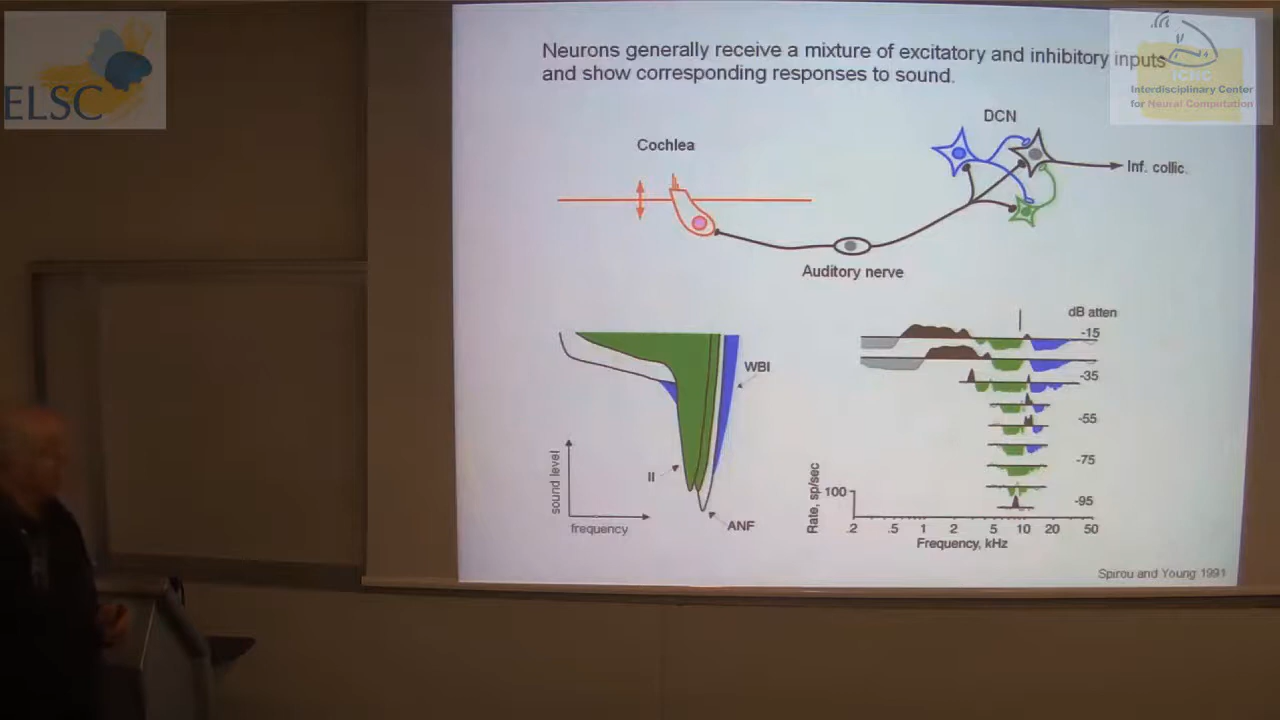 ELSC
Neurons generally receive a mixture of excitatory and inhibitory inputs
and show corresponding responses to sound.
ICNC
Interdisciplinary Center
for Neural Computation
DCN
Cochlea
Inf. collic.
Auditory nerve
dB atten
-15
WBI
-35
-55
II
-75
sound level
Rate, sp/sec
100
-95
ANF
frequency
.2 .5 1 2 5 10 20 50
Frequency, kHz
Spirou and Young 1991